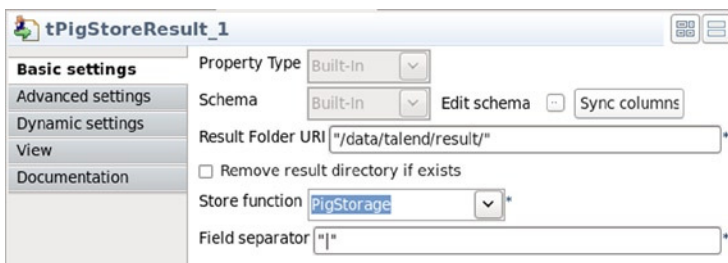 tPigStoreResult_1
Basic settings
Advanced settings
Dynamic settings
View
Documentation
Property Type Built-In
Schema Built-In Edit schema Sync columns
Result Folder URI "/data/talend/result/" *
Remove result directory if exists
Store function PigStorage *
Field separator "|" *